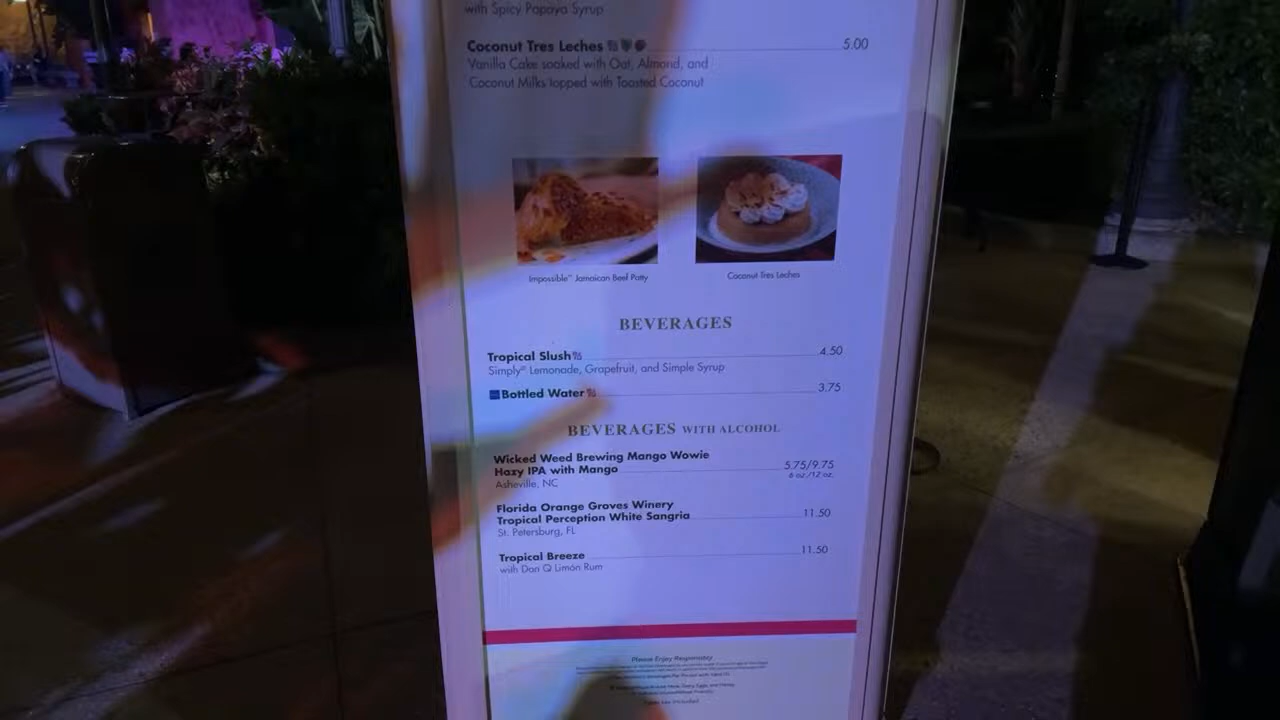 with Spicy Papaya Syrup
Coconut Tres Leches 5.00
Vanilla Cake soaked with Oat, Almond, and
Coconut Milks topped with Toasted Coconut
Impossible™ Jamaican Beef Patty
Coconut Tres Leches
BEVERAGES
Tropical Slush 4.50
Simply® Lemonade, Grapefruit, and Simple Syrup
Bottled Water 3.75
BEVERAGES WITH ALCOHOL
Wicked Weed Brewing Mango Wowie
Hazy IPA with Mango 5.75/9.75
6 oz./12 oz.
Asheville, NC
Florida Orange Groves Winery
Tropical Perception White Sangria 11.50
St. Petersburg, FL
Tropical Breeze 11.50
with Don Q Limón Rum
Please Enjoy Responsibly